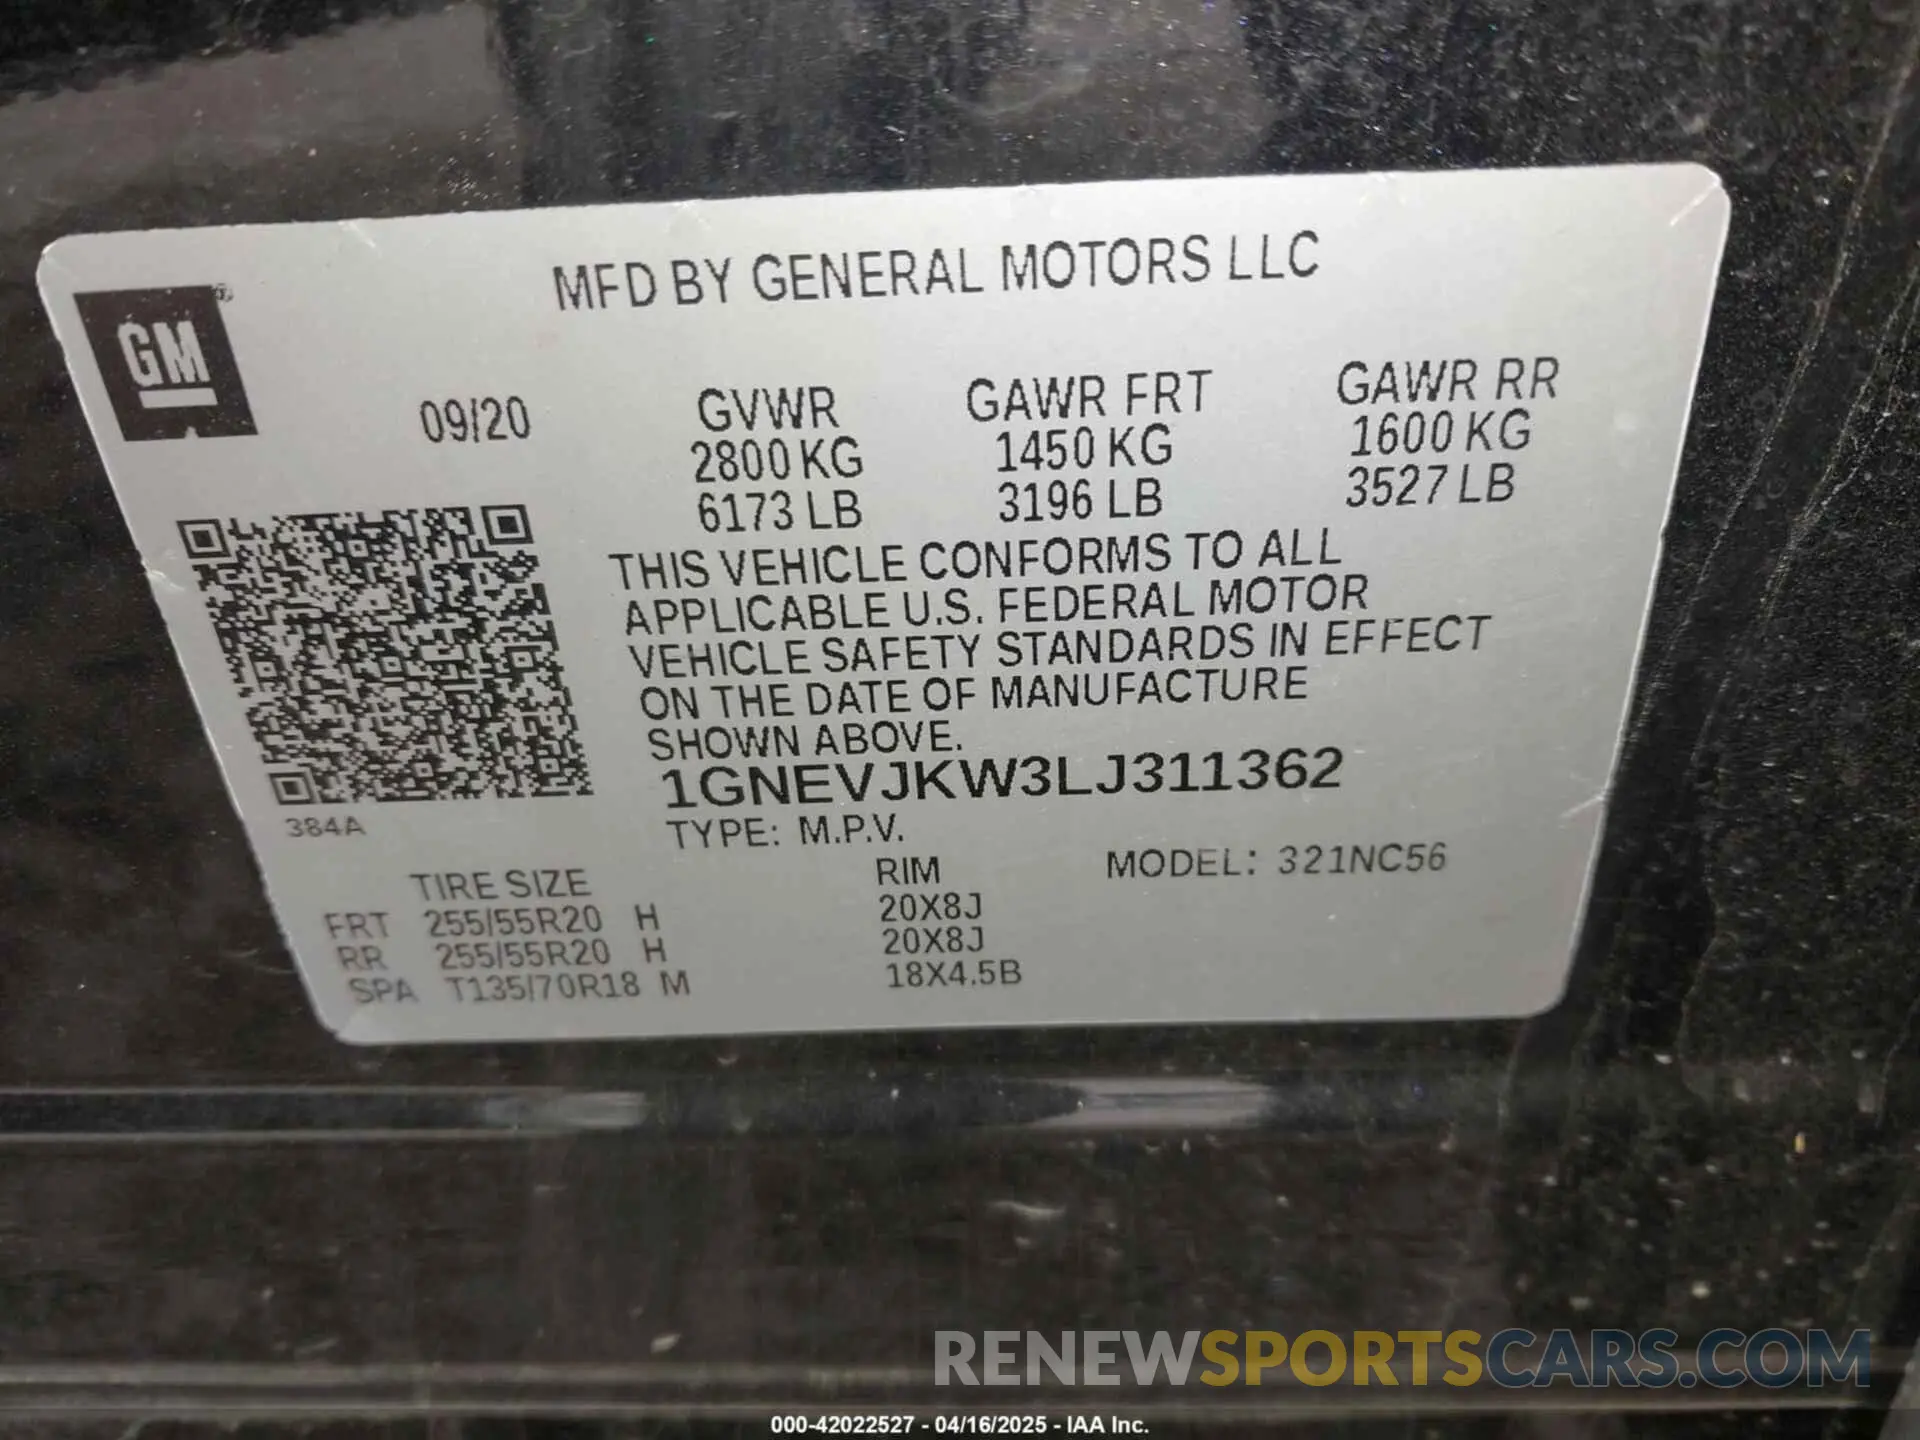 MFD BY GENERAL MOTORS LLC
GM®
09/20
GVWR GAWR FRT GAWR RR
2800 KG 1450 KG 1600 KG
6173 LB 3196 LB 3527 LB
THIS VEHICLE CONFORMS TO ALL
APPLICABLE U.S. FEDERAL MOTOR
VEHICLE SAFETY STANDARDS IN EFFECT
ON THE DATE OF MANUFACTURE
SHOWN ABOVE.
1GNEVJKW3LJ311362
384A
TYPE: M.P.V.
TIRE SIZE RIM MODEL: 321NC56
FRT 255/55R20 H 20X8J
RR 255/55R20 H 20X8J
SPA T135/70R18 M 18X4.5B
RENEWSPORTSCARS.COM
000-42022527 - 04/16/2025 - IAA Inc.